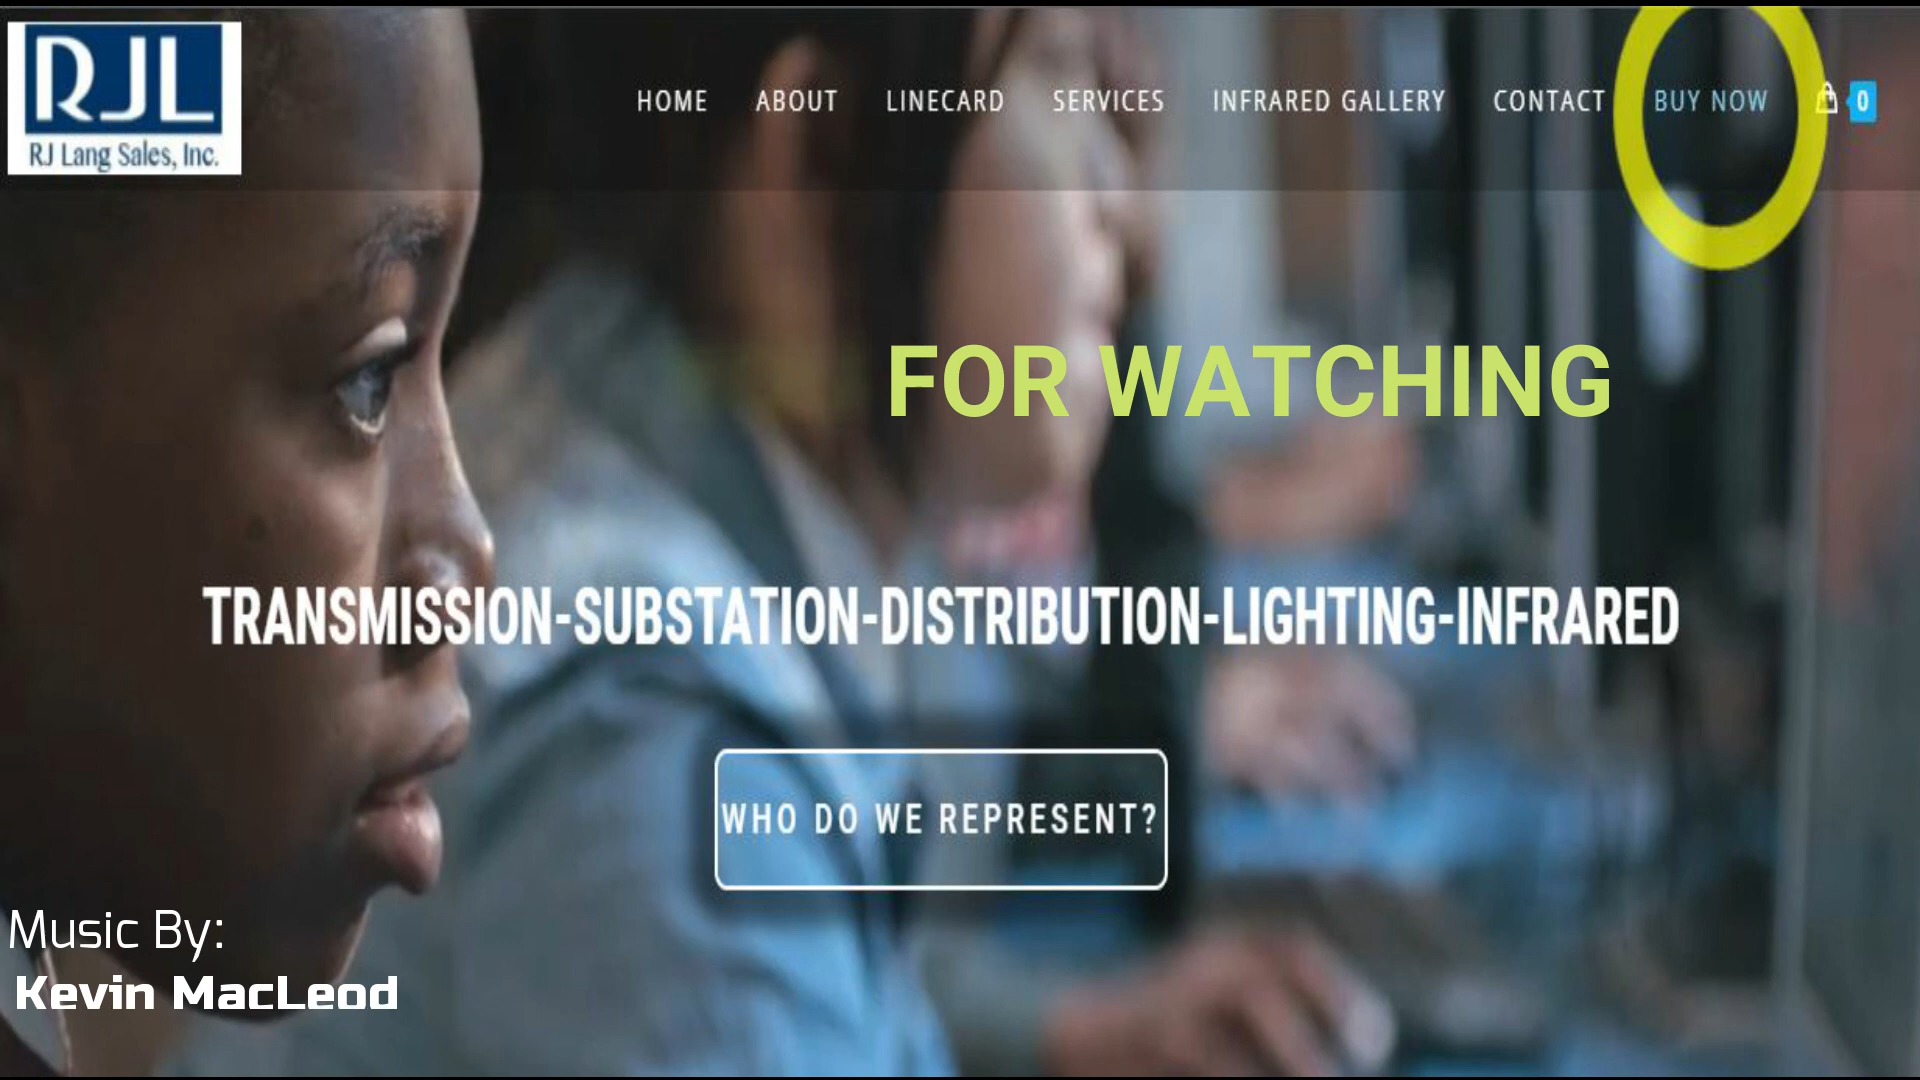 RJL
RJ Lang Sales, Inc.
HOME ABOUT LINECARD SERVICES INFRARED GALLERY CONTACT BUY NOW 0
FOR WATCHING
TRANSMISSION-SUBSTATION-DISTRIBUTION-LIGHTING-INFRARED
WHO DO WE REPRESENT?
Music By:
Kevin MacLeod